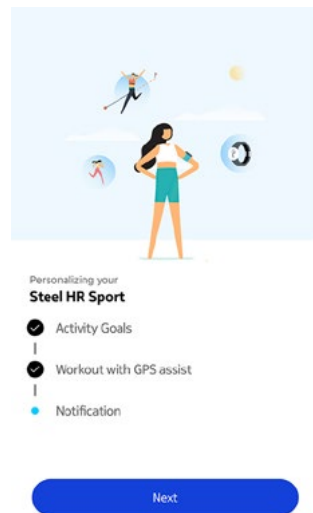 Personalizing your
Steel HR Sport
Activity Goals
Workout with GPS assist
Notification
Next